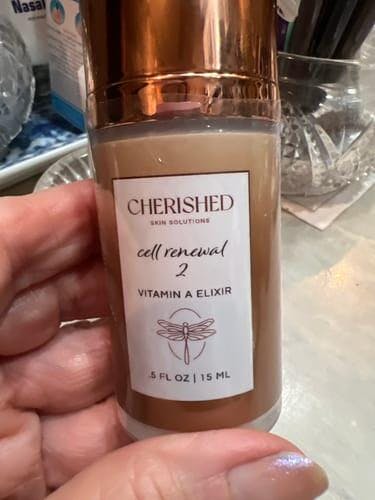 Nasal
CHERISHED
SKIN SOLUTIONS
cell renewal
2
VITAMIN A ELIXIR
.5 FL OZ | 15 ML